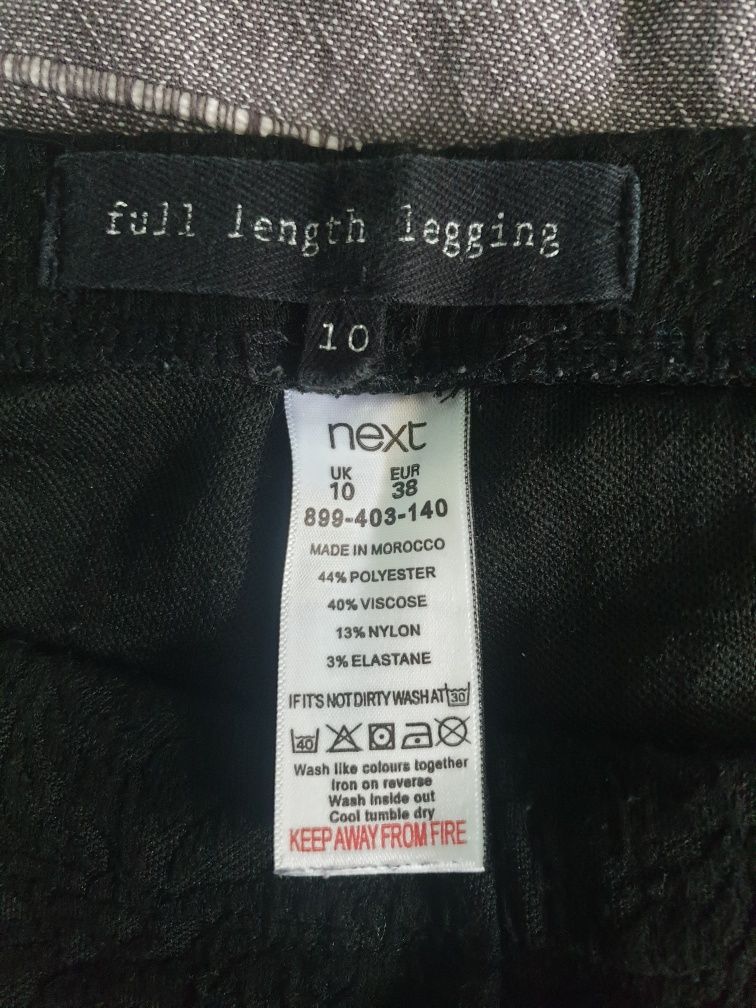 full length legging
10
next
UK EUR
10 38
899-403-140
MADE IN MOROCCO
44% POLYESTER
40% VISCOSE
13% NYLON
3% ELASTANE
IF IT'S NOT DIRTY WASH AT 30
40
Wash like colours together
Iron on reverse
Wash inside out
Cool tumble dry
KEEP AWAY FROM FIRE